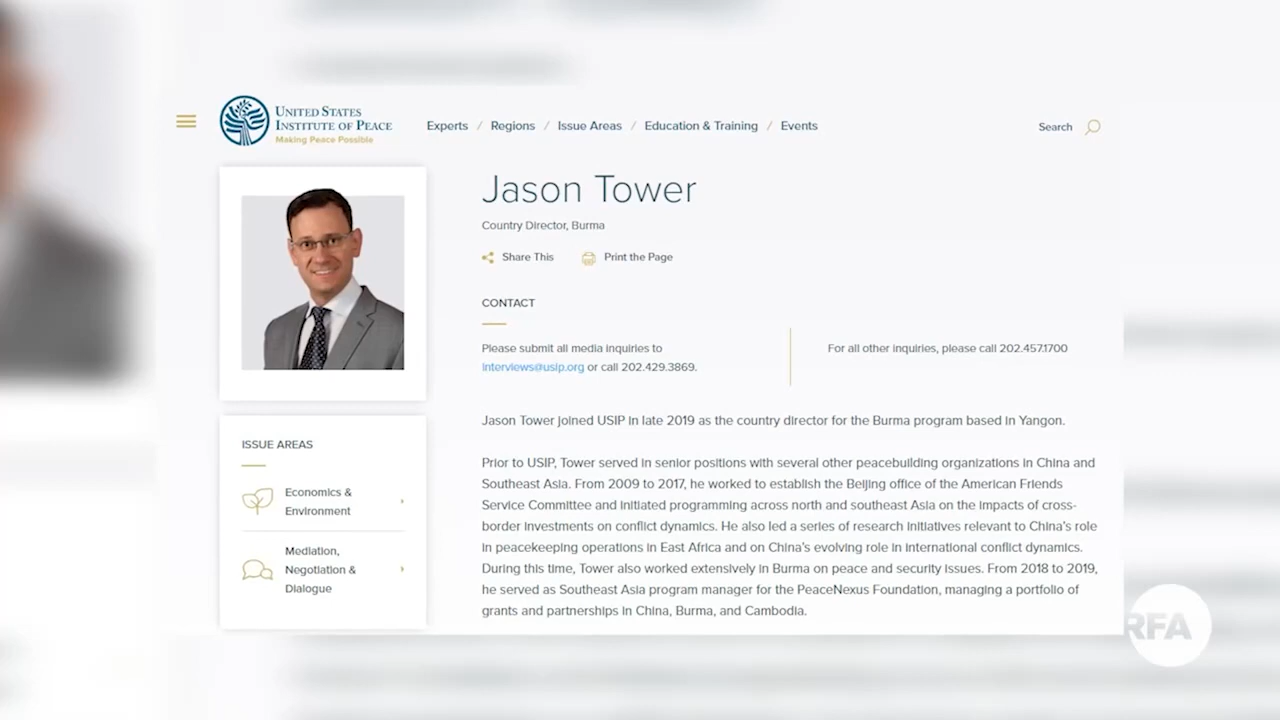 UNITED STATES
INSTITUTE OF PEACE
Making Peace Possible
Experts / Regions / Issue Areas / Education & Training / Events
Search
Jason Tower
Country Director, Burma
Share This
Print the Page
CONTACT
Please submit all media inquiries to
interviews@usip.org or call 202.429.3869.
For all other inquiries, please call 202.457.1700
Jason Tower joined USIP in late 2019 as the country director for the Burma program based in Yangon.
Prior to USIP, Tower served in senior positions with several other peacebuilding organizations in China and
Southeast Asia. From 2009 to 2017, he worked to establish the Beijing office of the American Friends
Service Committee and initiated programming across north and southeast Asia on the impacts of cross-
border investments on conflict dynamics. He also led a series of research initiatives relevant to China's role
in peacekeeping operations in East Africa and on China's evolving role in international conflict dynamics.
During this time, Tower also worked extensively in Burma on peace and security issues. From 2018 to 2019,
he served as Southeast Asia program manager for the PeaceNexus Foundation, managing a portfolio of
grants and partnerships in China, Burma, and Cambodia.
ISSUE AREAS
Economics &
Environment
Mediation,
Negotiation &
Dialogue
RFA